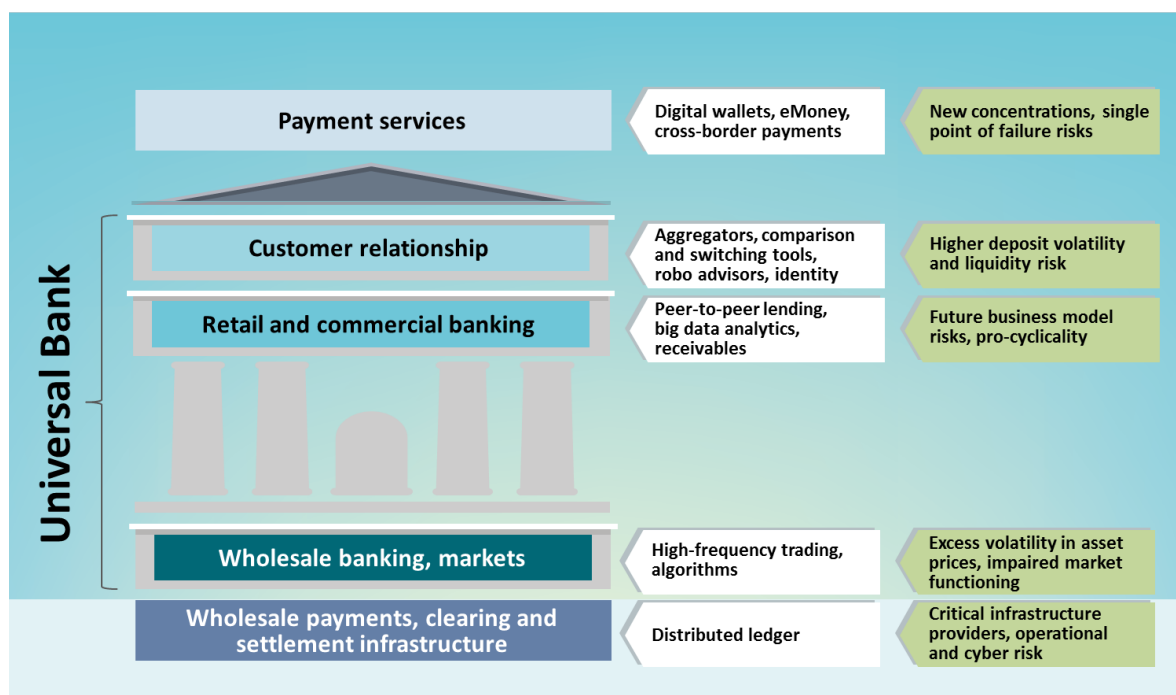 Universal Bank
Payment services
Digital wallets, eMoney,
cross-border payments
New concentrations, single
point of failure risks
Customer relationship
Aggregators, comparison
and switching tools,
robo advisors, identity
Higher deposit volatility
and liquidity risk
Retail and commercial banking
Peer-to-peer lending,
big data analytics,
receivables
Future business model
risks, pro-cyclicality
Wholesale banking, markets
High-frequency trading,
algorithms
Excess volatility in asset
prices, impaired market
functioning
Wholesale payments, clearing and
settlement infrastructure
Distributed ledger
Critical infrastructure
providers, operational
and cyber risk